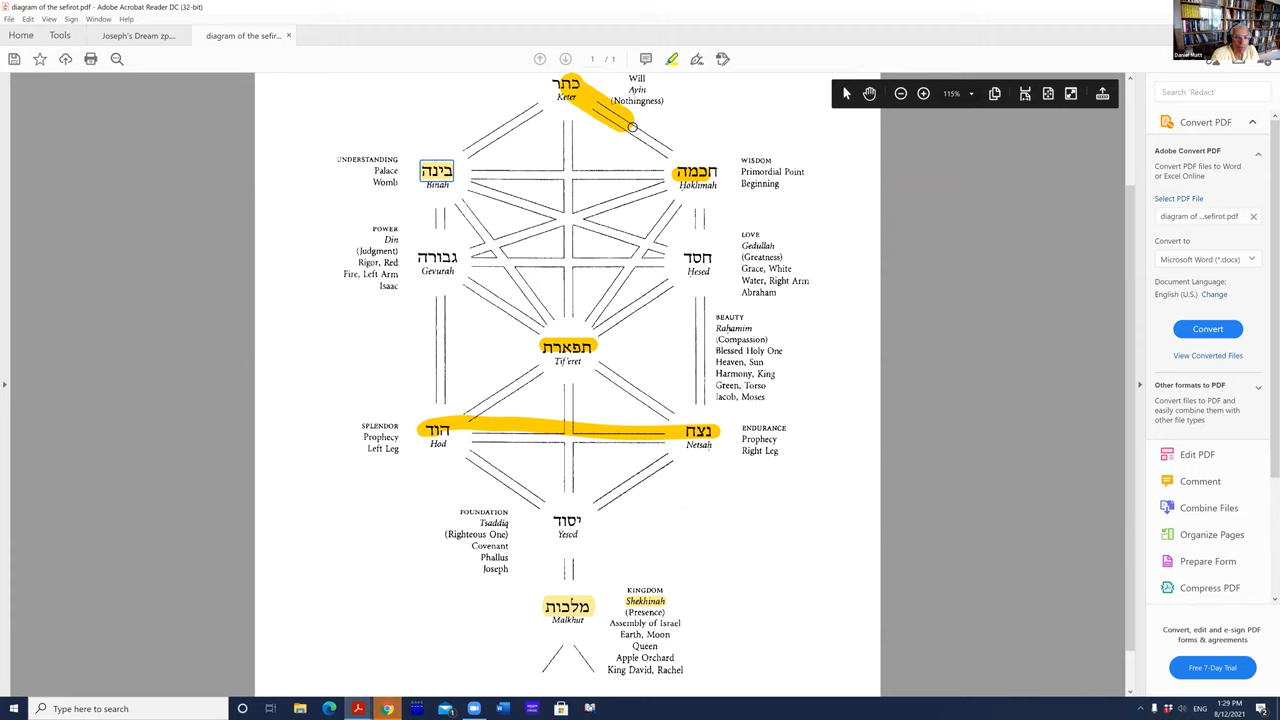 diagram of the sefirot.pdf - Adobe Acrobat Reader DC (32-bit)
File Edit View Sign Window Help
Home Tools Joseph's Dream zp... diagram of the sefir... ×
1 / 1
Daniel Matt
115%
Search 'Redact'
כתר
Keter
Will
Ayin
(Nothingness)
UNDERSTANDING
Palace
Womb
בינה
Binah
חכמה
Ḥokhmah
WISDOM
Primordial Point
Beginning
POWER
Din
(Judgment)
Rigor, Red
Fire, Left Arm
Isaac
גבורה
Gevurah
חסד
Ḥesed
LOVE
Gedullah
(Greatness)
Grace, White
Water, Right Arm
Abraham
תפארת
Tif'eret
BEAUTY
Raḥamim
(Compassion)
Blessed Holy One
Heaven, Sun
Harmony, King
Green, Torso
Jacob, Moses
SPLENDOR
Prophecy
Left Leg
הוד
Hod
נצח
Netsaḥ
ENDURANCE
Prophecy
Right Leg
FOUNDATION
Tsaddiq
(Righteous One)
Covenant
Phallus
Joseph
יסוד
Yesod
מלכות
Malkhut
KINGDOM
Shekhinah
(Presence)
Assembly of Israel
Earth, Moon
Queen
Apple Orchard
King David, Rachel
Convert PDF
Adobe Convert PDF
Convert PDF files to Word
or Excel Online
Select PDF File
diagram of ...sefirot.pdf
Convert to
Microsoft Word (*.docx)
Document Language:
English (U.S.) Change
Convert
View Converted Files
Other formats to PDF
Convert files to PDF and
easily combine them with
other file types
Edit PDF
Comment
Combine Files
Organize Pages
Prepare Form
Compress PDF
Convert, edit and e-sign PDF
forms & agreements
Free 7-Day Trial
Type here to search
ENG
1:29 PM
8/12/2021